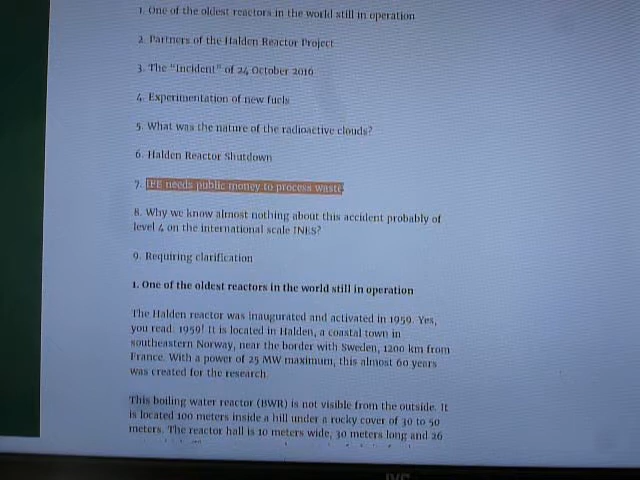 1. One of the oldest reactors in the world still in operation
2. Partners of the Halden Reactor Project
3. The "Incident" of 24 October 2016
4. Experimentation of new fuels
5. What was the nature of the radioactive clouds?
6. Halden Reactor Shutdown
7. IFE needs public money to process waste
8. Why we know almost nothing about this accident probably of
level 4 on the international scale INES?
9. Requiring clarification
1. One of the oldest reactors in the world still in operation
The Halden reactor was inaugurated and activated in 1959. Yes,
you read. 1959! It is located in Halden, a coastal town in
southeastern Norway, near the border with Sweden, 1200 km from
France. With a power of 25 MW maximum, this almost 60 years
was created for the research.
This boiling water reactor (BWR) is not visible from the outside. It
is located 100 meters inside a hill under a rocky cover of 30 to 50
meters. The reactor hall is 10 meters wide, 30 meters long and 26
JVC